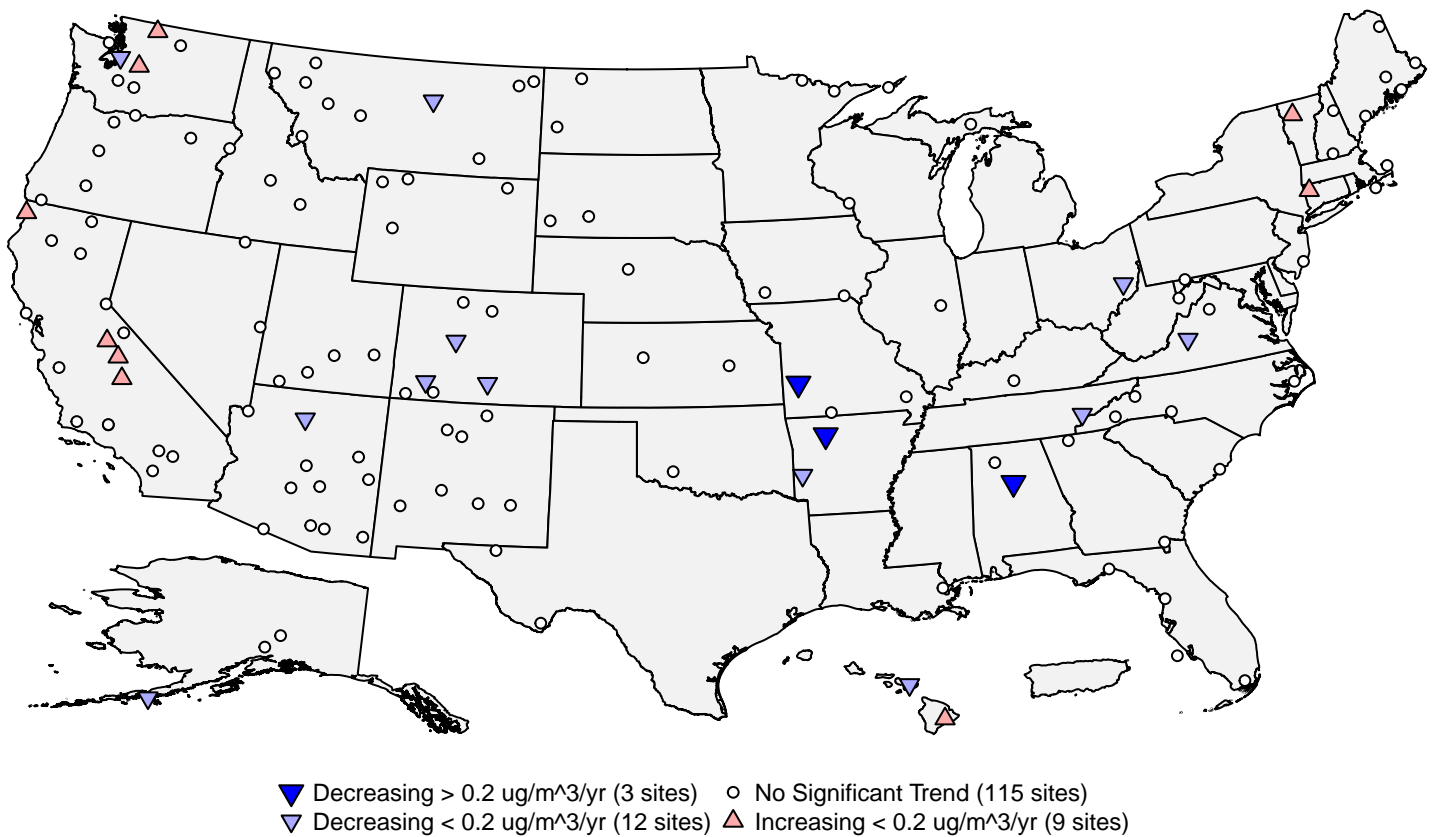 Decreasing > 0.2 ug/m^3/yr (3 sites) No Significant Trend (115 sites)
Decreasing < 0.2 ug/m^3/yr (12 sites) Increasing < 0.2 ug/m^3/yr (9 sites)